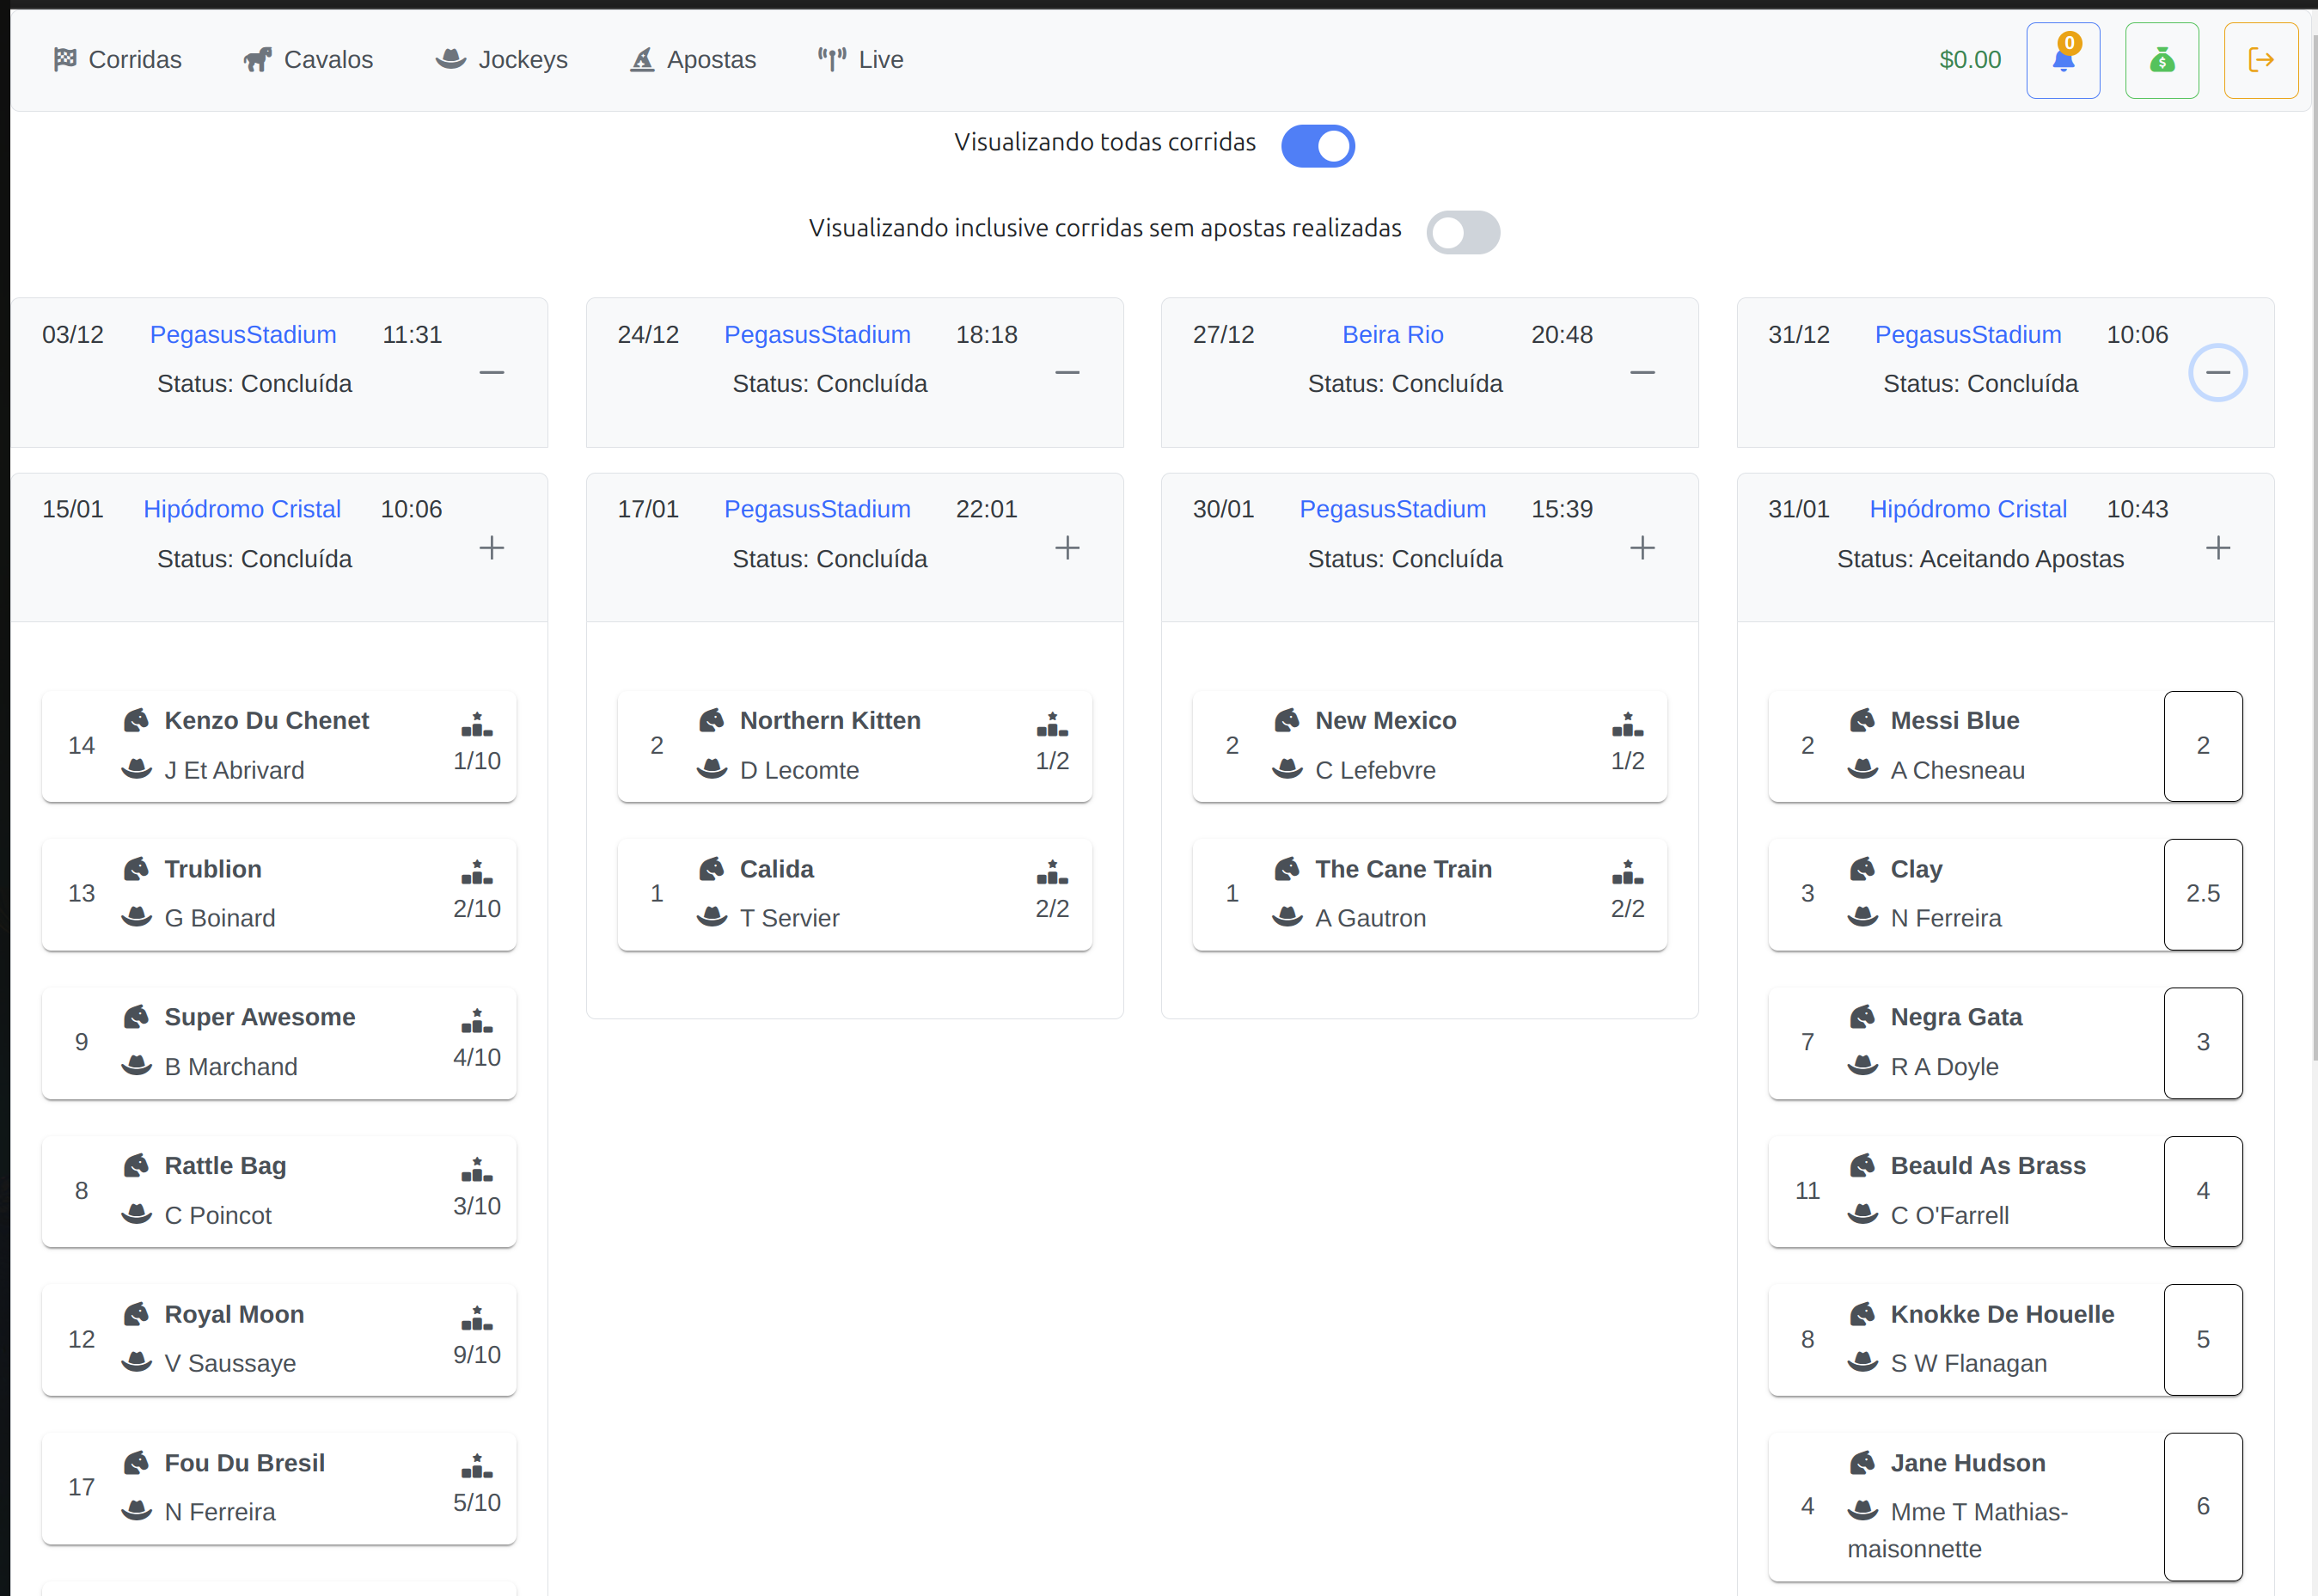 Corridas Cavalos Jockeys Apostas Live $0.00 0
Visualizando todas corridas
Visualizando inclusive corridas sem apostas realizadas
03/12 PegasusStadium 11:31
Status: Concluída
24/12 PegasusStadium 18:18
Status: Concluída
27/12 Beira Rio 20:48
Status: Concluída
31/12 PegasusStadium 10:06
Status: Concluída
15/01 Hipódromo Cristal 10:06
Status: Concluída
14 Kenzo Du Chenet
J Et Abrivard
1/10
13 Trublion
G Boinard
2/10
9 Super Awesome
B Marchand
4/10
8 Rattle Bag
C Poincot
3/10
12 Royal Moon
V Saussaye
9/10
17 Fou Du Bresil
N Ferreira
5/10
17/01 PegasusStadium 22:01
Status: Concluída
2 Northern Kitten
D Lecomte
1/2
1 Calida
T Servier
2/2
30/01 PegasusStadium 15:39
Status: Concluída
2 New Mexico
C Lefebvre
1/2
1 The Cane Train
A Gautron
2/2
31/01 Hipódromo Cristal 10:43
Status: Aceitando Apostas
2 Messi Blue
A Chesneau
2
3 Clay
N Ferreira
2.5
7 Negra Gata
R A Doyle
3
11 Beauld As Brass
C O'Farrell
4
8 Knokke De Houelle
S W Flanagan
5
4 Jane Hudson
Mme T Mathias-
maisonnette
6